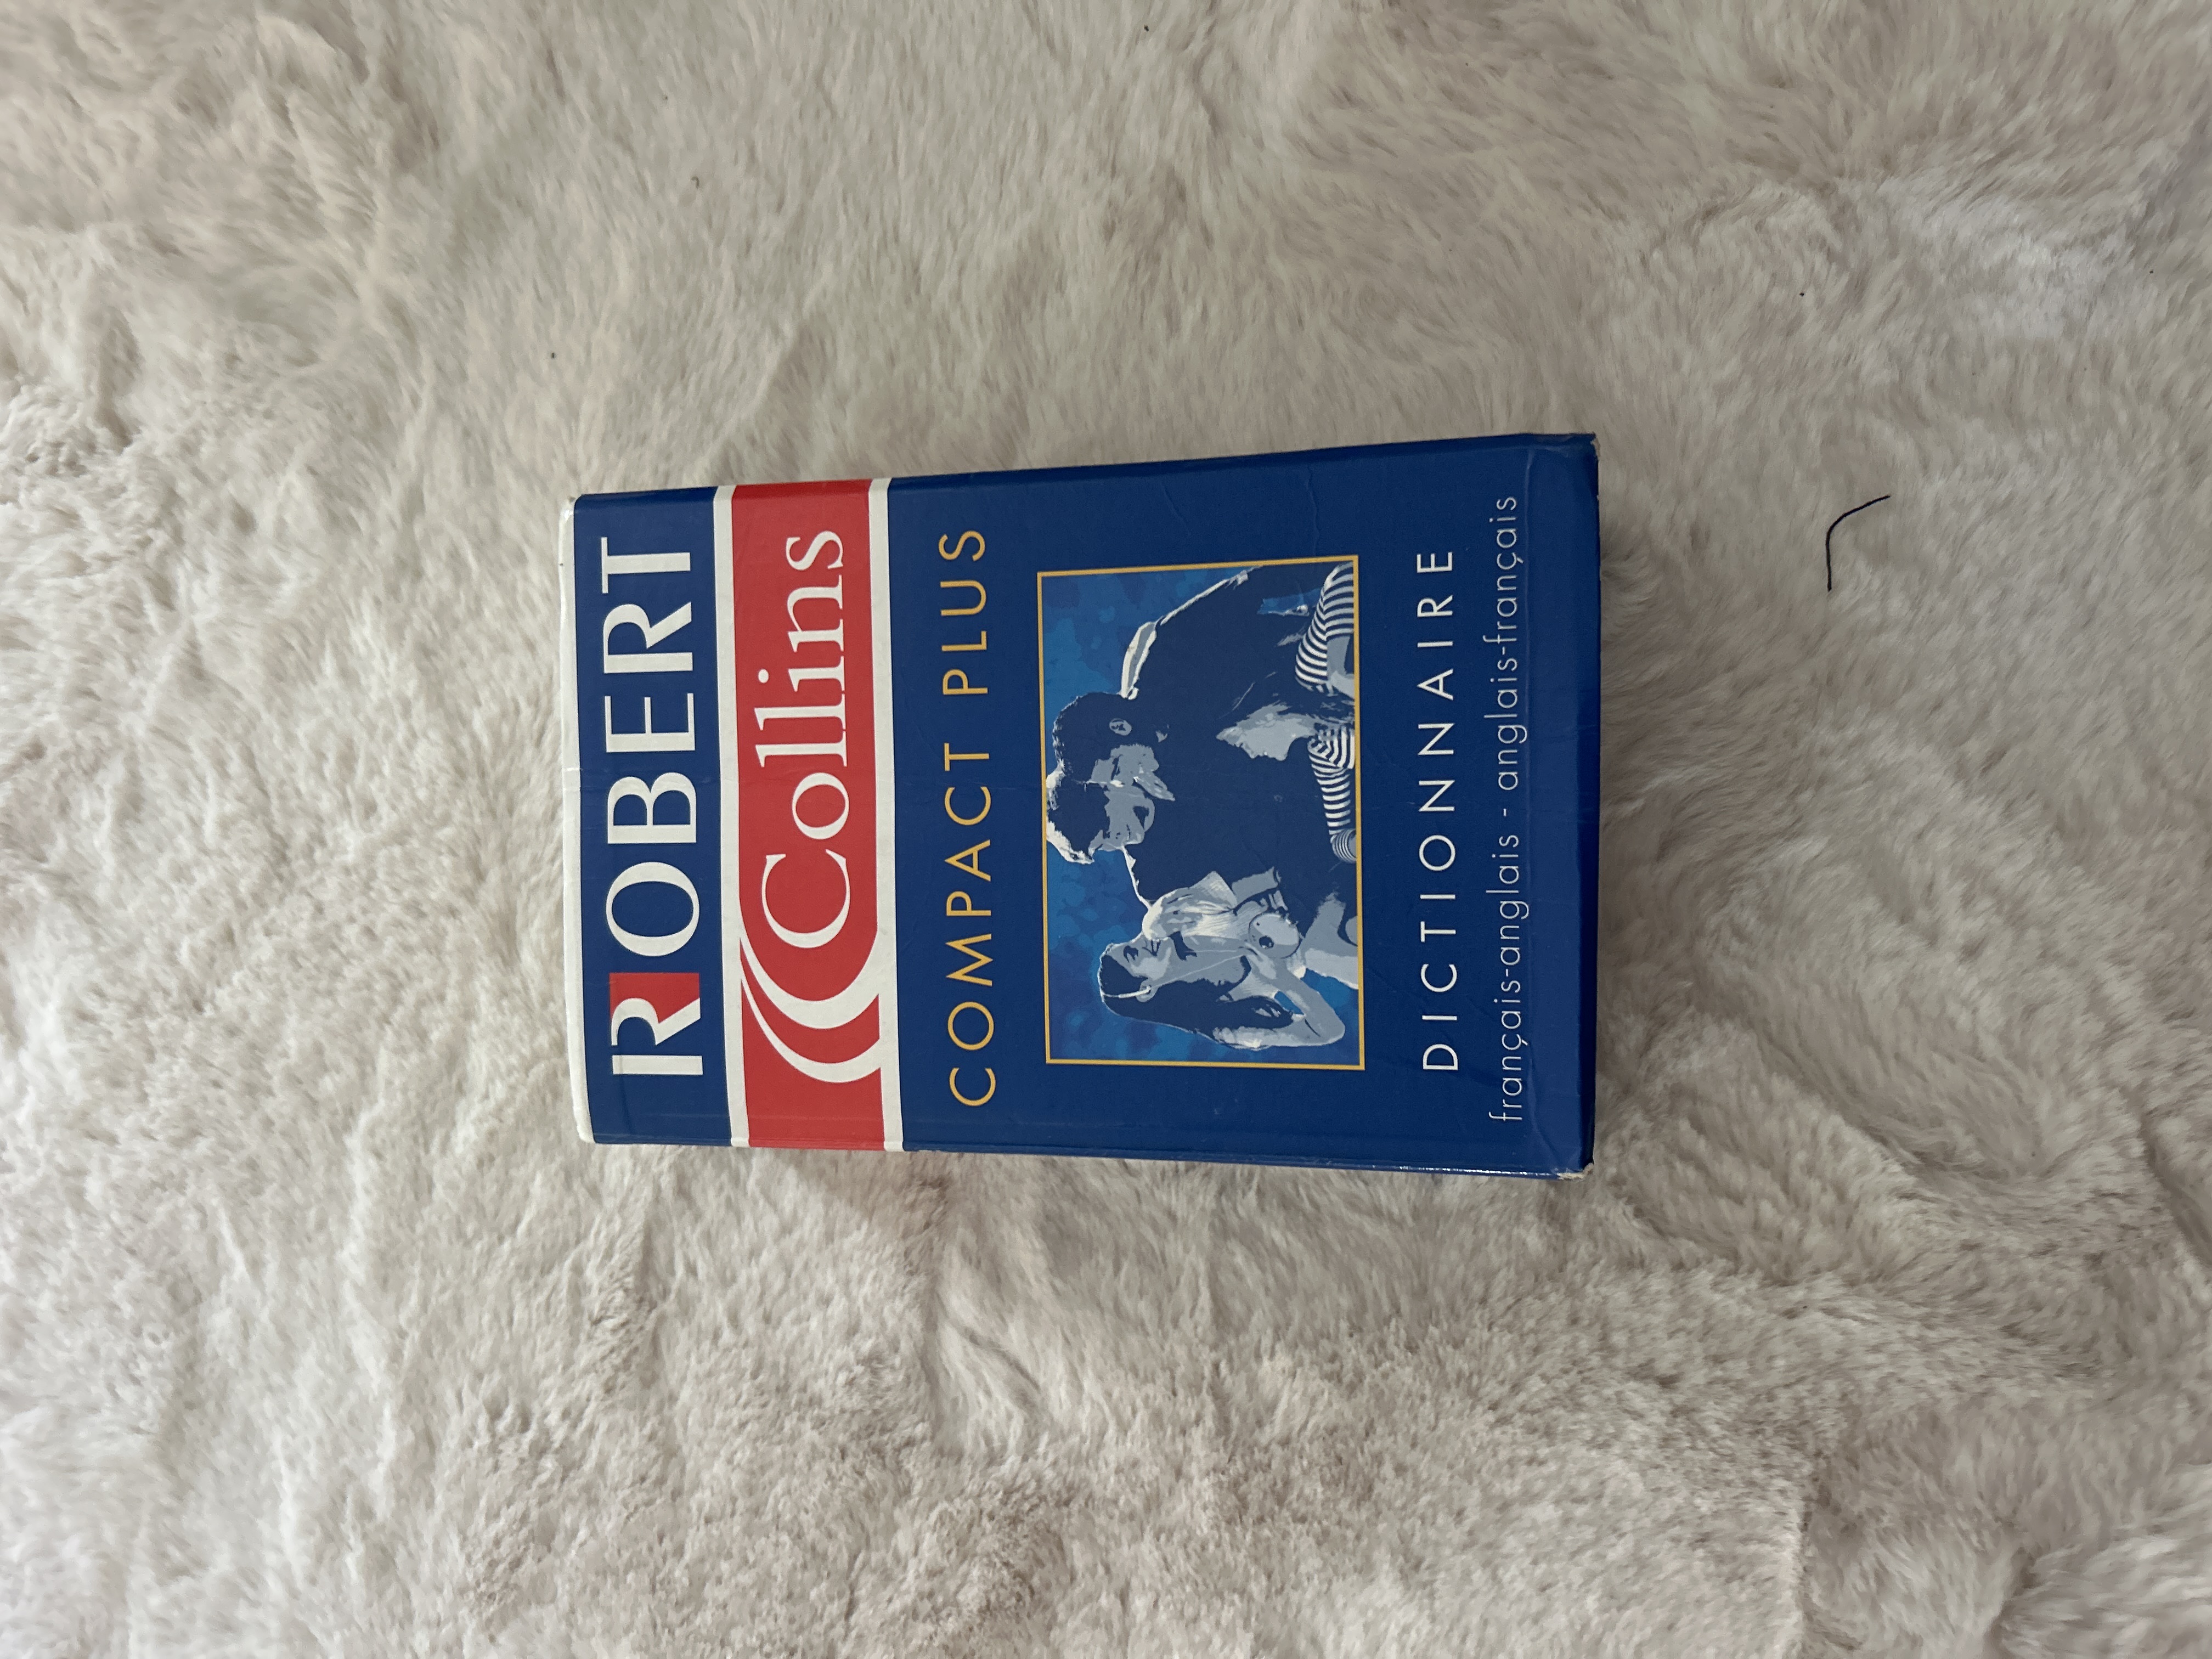 ROBERT
Collins
COMPACT PLUS
DICTIONNAIRE
français-anglais - anglais-français